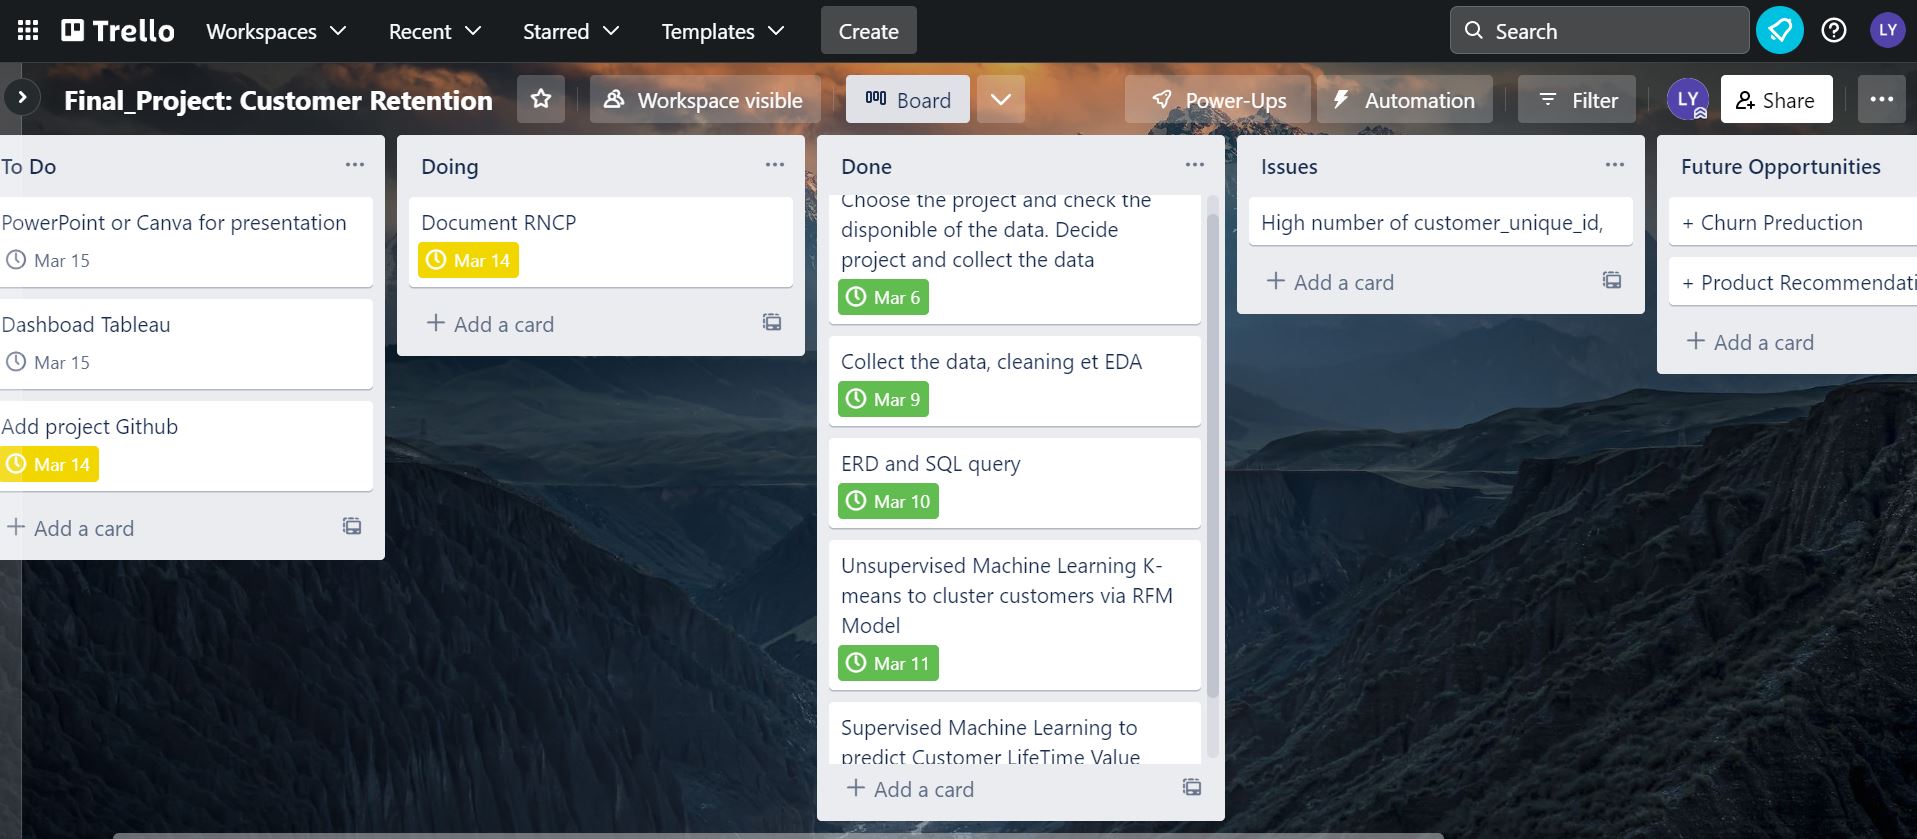 Trello
Workspaces
Recent
Starred
Templates
Create
Search
LY
Final_Project: Customer Retention
Workspace visible
Board
Power-Ups
Automation
Filter
LY
Share
To Do
PowerPoint or Canva for presentation
Mar 15
Dashboad Tableau
Mar 15
Add project Github
Mar 14
+ Add a card
Doing
Document RNCP
Mar 14
+ Add a card
Done
Choose the project and check the
disponible of the data. Decide
project and collect the data
Mar 6
Collect the data, cleaning et EDA
Mar 9
ERD and SQL query
Mar 10
Unsupervised Machine Learning K-
means to cluster customers via RFM
Model
Mar 11
Supervised Machine Learning to
predict Customer LifeTime Value
+ Add a card
Issues
High number of customer_unique_id,
+ Add a card
Future Opportunities
+ Churn Preduction
+ Product Recommendati
+ Add a card